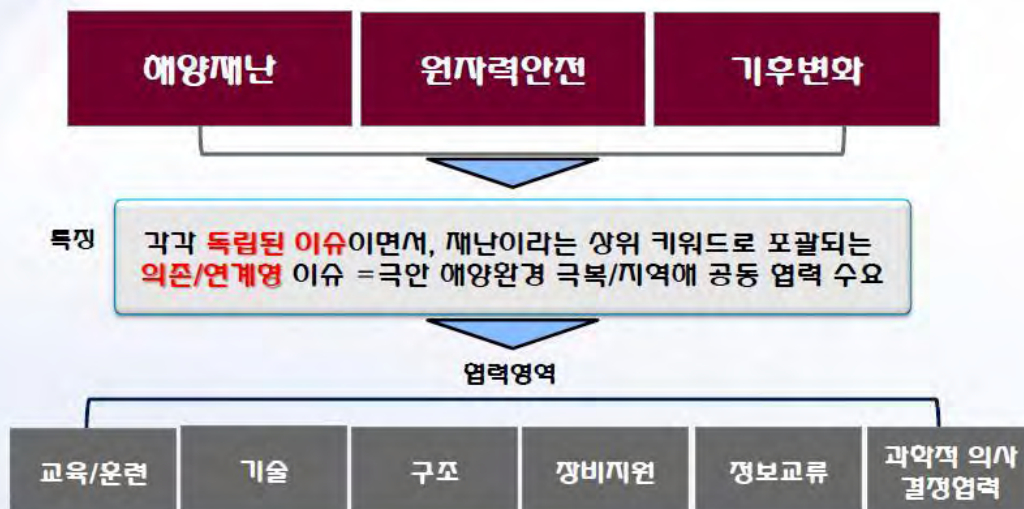 해양재난
원자력안전
기후변화
특징
각각 독립된 이슈이면서, 재난이라는 상위 키워드로 포괄되는
의존/연계형 이슈 =극한 해양환경 극복/지역해 공동 협력 수요
협력영역
교육/훈련
기술
구조
장비지원
정보교류
과학적 의사
결정협력